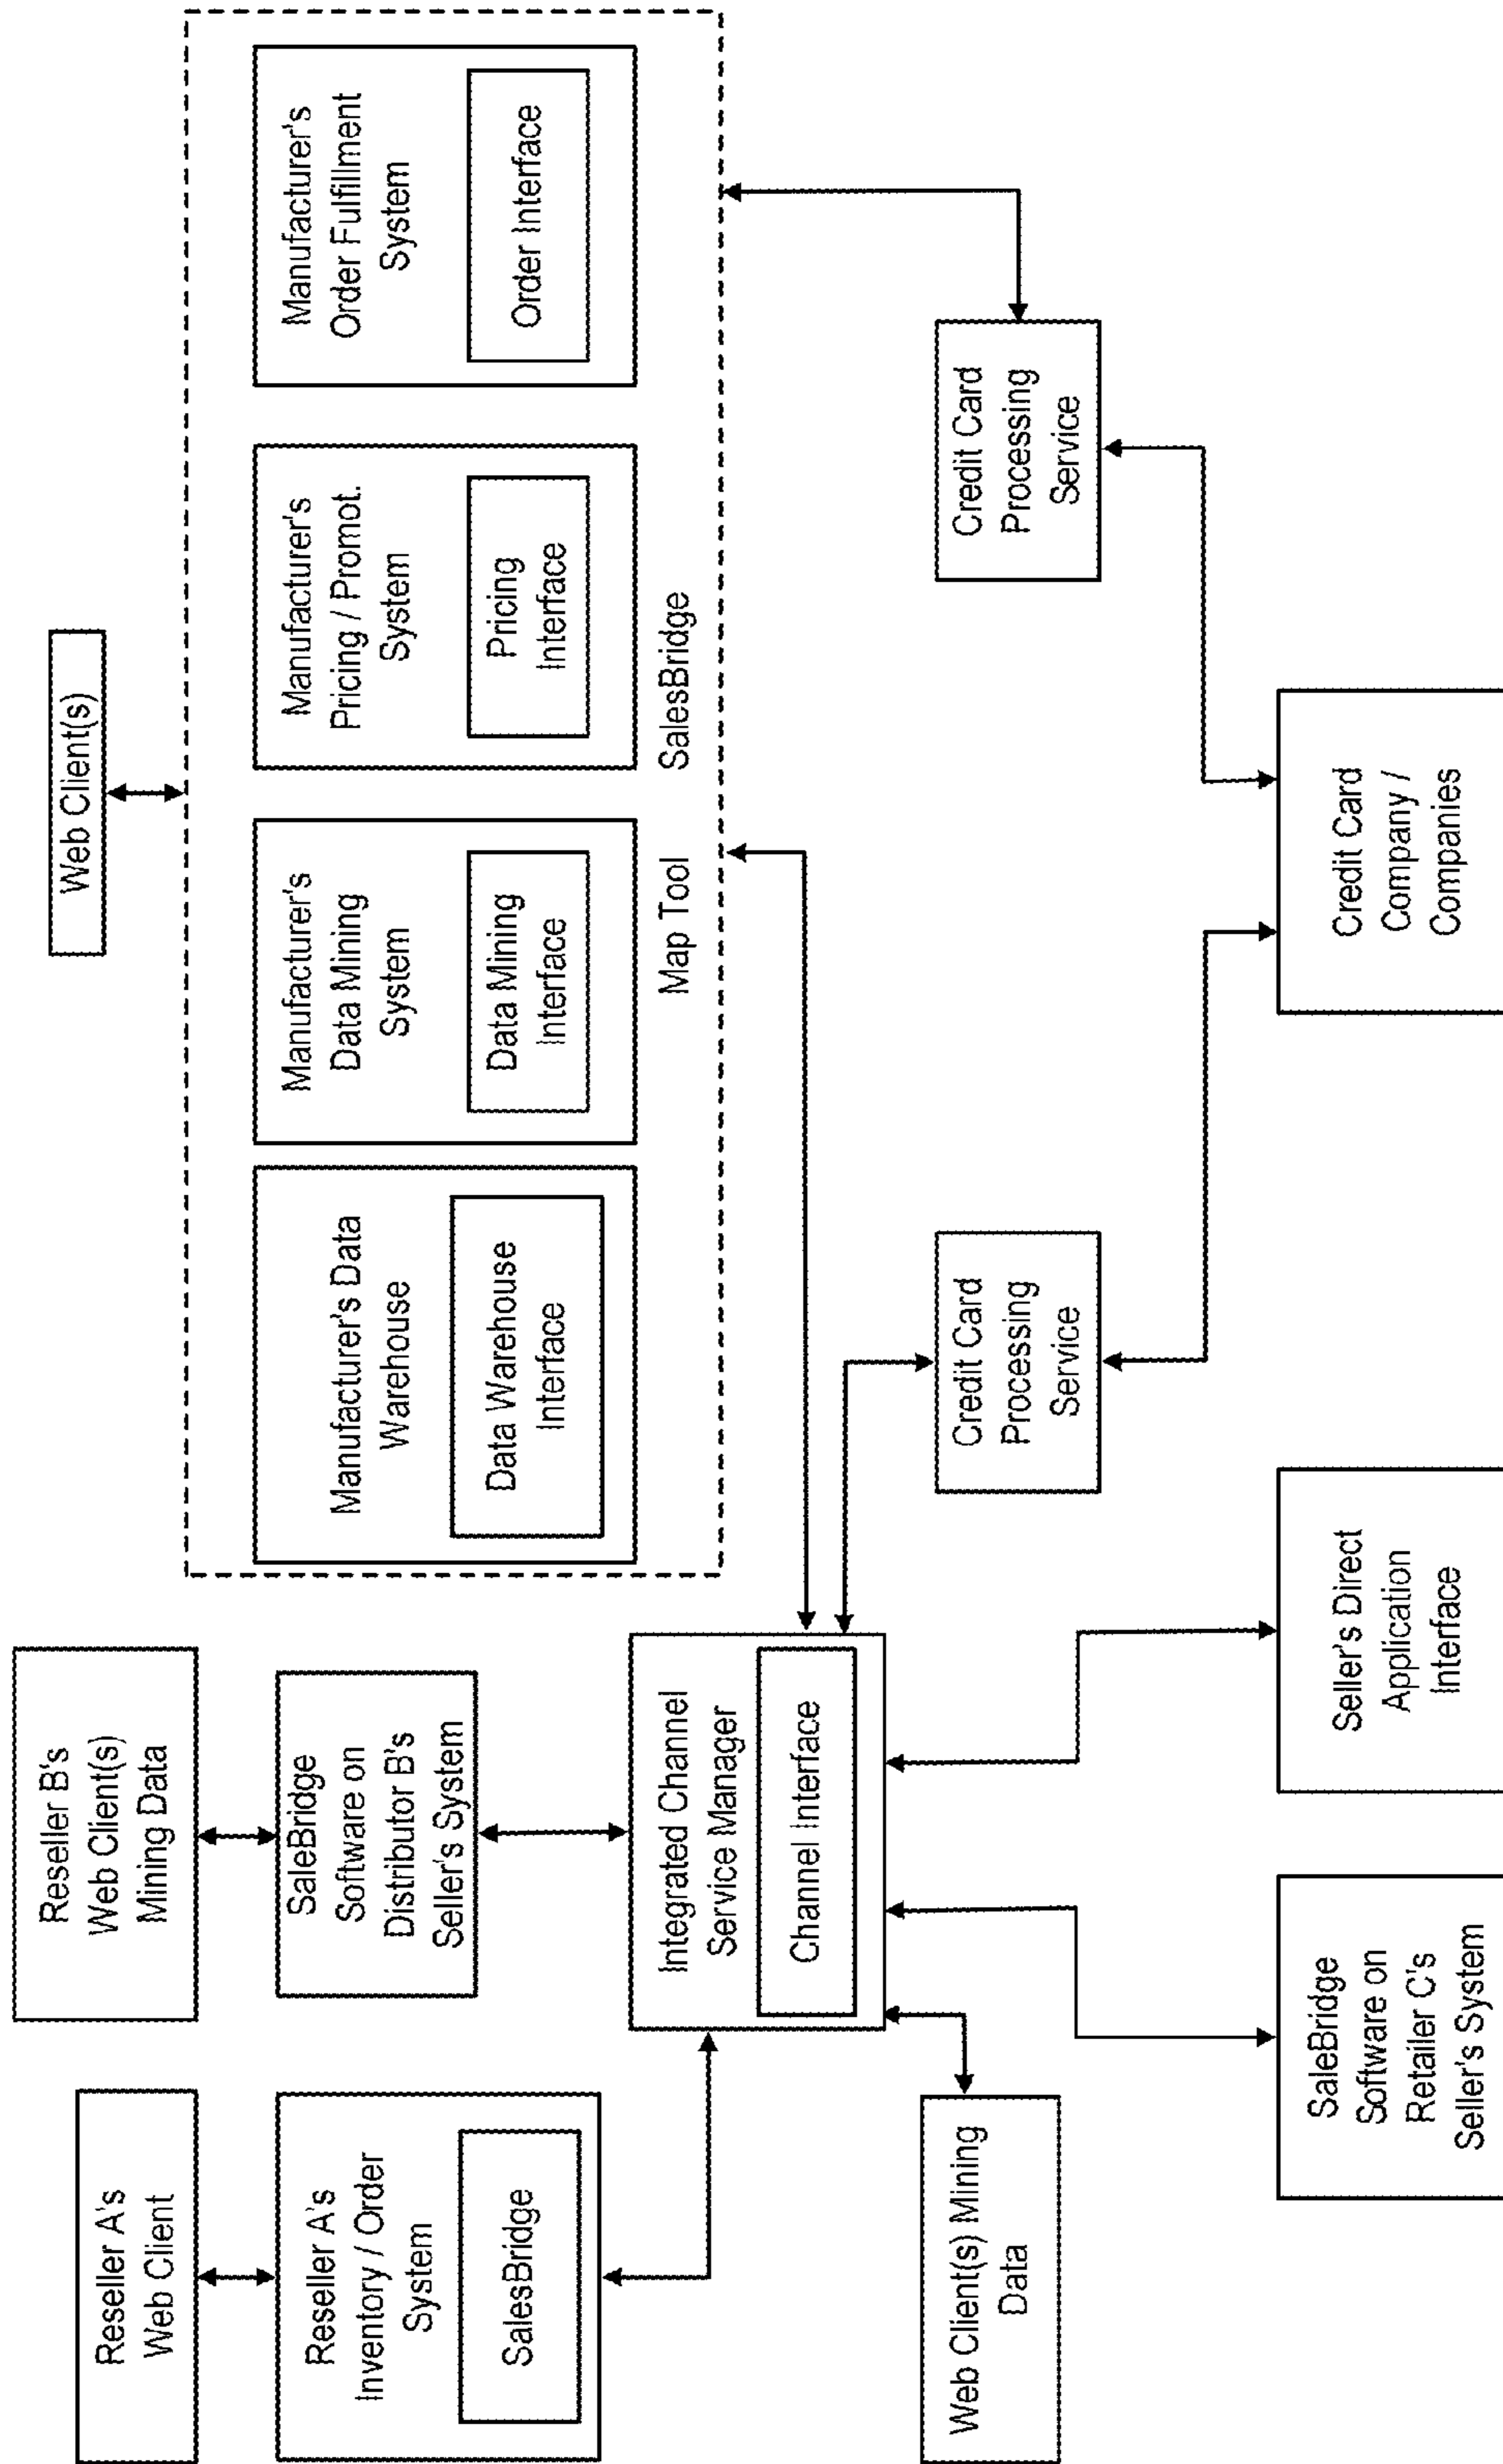 Reseller A's
Web Client
Reseller A's
Inventory / Order
System
SalesBridge
Reseller B's
Web Client(s)
Mining Data
SaleBridge
Software on
Distributor B's
Seller's System
Web Client(s)
Manufacturer's Data
Warehouse
Data Warehouse
Interface
Manufacturer's
Data Mining
System
Data Mining
Interface
Manufacturer's
Pricing / Promot.
System
Pricing
Interface
Manufacturer's
Order Fulfillment
System
Order Interface
Map Tool
SalesBridge
Integrated Channel
Service Manager
Channel Interface
Web Client(s) Mining
Data
Credit Card
Processing
Service
Credit Card
Processing
Service
SaleBridge
Software on
Retailer C's
Seller's System
Seller's Direct
Application
Interface
Credit Card
Company /
Companies